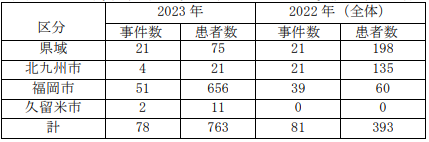 区分 2023 年 2022 年（全体）
事件数 患者数 事件数 患者数
県域 21 75 21 198
北九州市 4 21 21 135
福岡市 51 656 39 60
久留米市 2 11 0 0
計 78 763 81 393